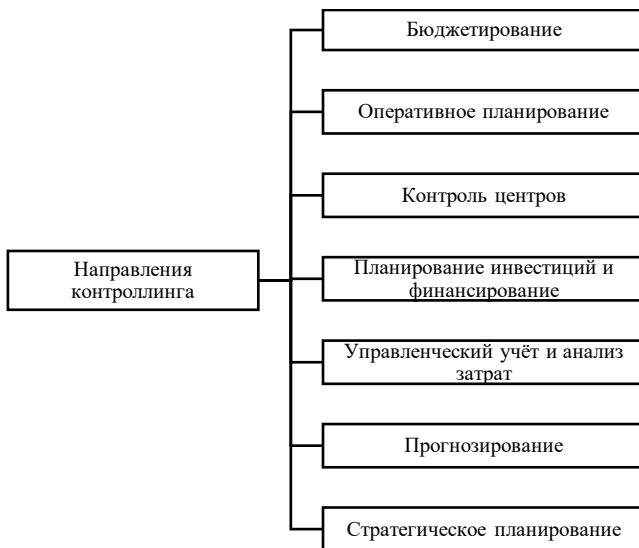 Бюджетирование
Оперативное планирование
Контроль центров
Направления
контроллинга
Планирование инвестиций и
финансирование
Управленческий учёт и анализ
затрат
Прогнозирование
Стратегическое планирование